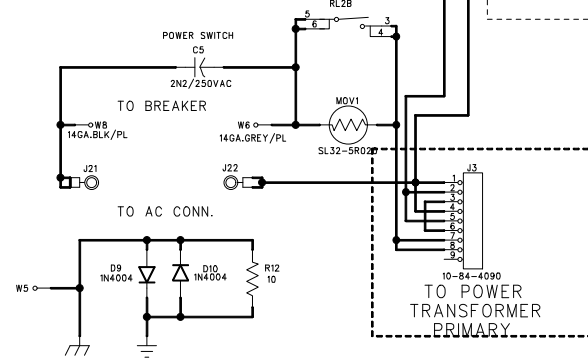 RL2B
5
6
3
4
POWER SWITCH
C5
2N2/250VAC
TO BREAKER
MOV1
W8
14GA.BLK/PL
W6
14GA.GREY/PL
SL32-5R020
J21
J22
J3
1
2
3
4
5
6
7
8
9
10-84-4090
TO AC CONN.
D9
1N4004
D10
1N4004
R12
10
W5
TO POWER
TRANSFORMER
PRIMARY